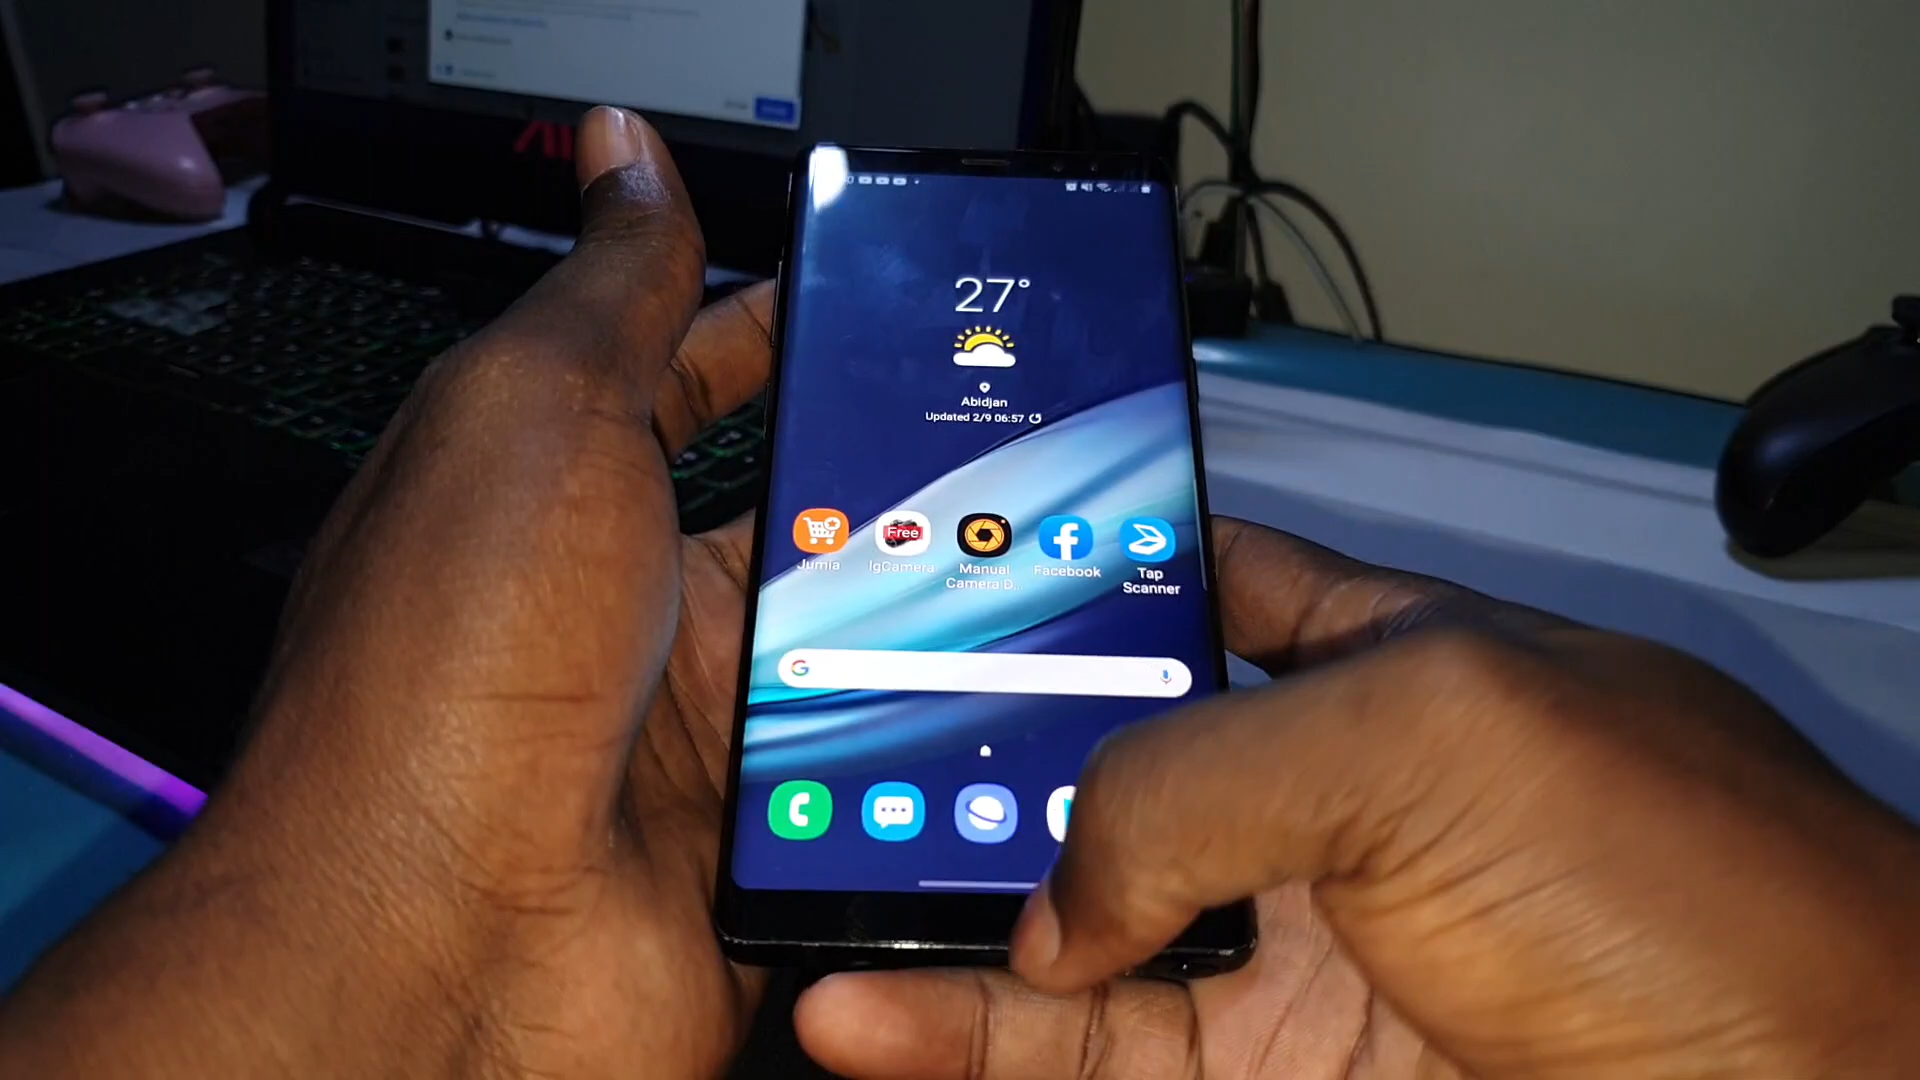 27°
Abidjan
Updated 2/9 06:57
Free
Jumia
IgCamera
Manual
Camera D...
Facebook
Tap
Scanner